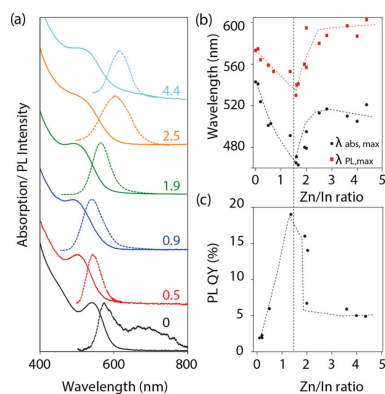 (a)
Absorption/ PL Intensity
4.4
2.5
1.9
0.9
0.5
0
400
600
800
Wavelength (nm)
(b)
Wavelength(nm)
600
560
520
480
λ abs, max
λ PL,max
0
1
2
3
4
5
Zn/In ratio
(c)
PL QY (%)
20
15
10
5
0
0
1
2
3
4
5
Zn/In ratio